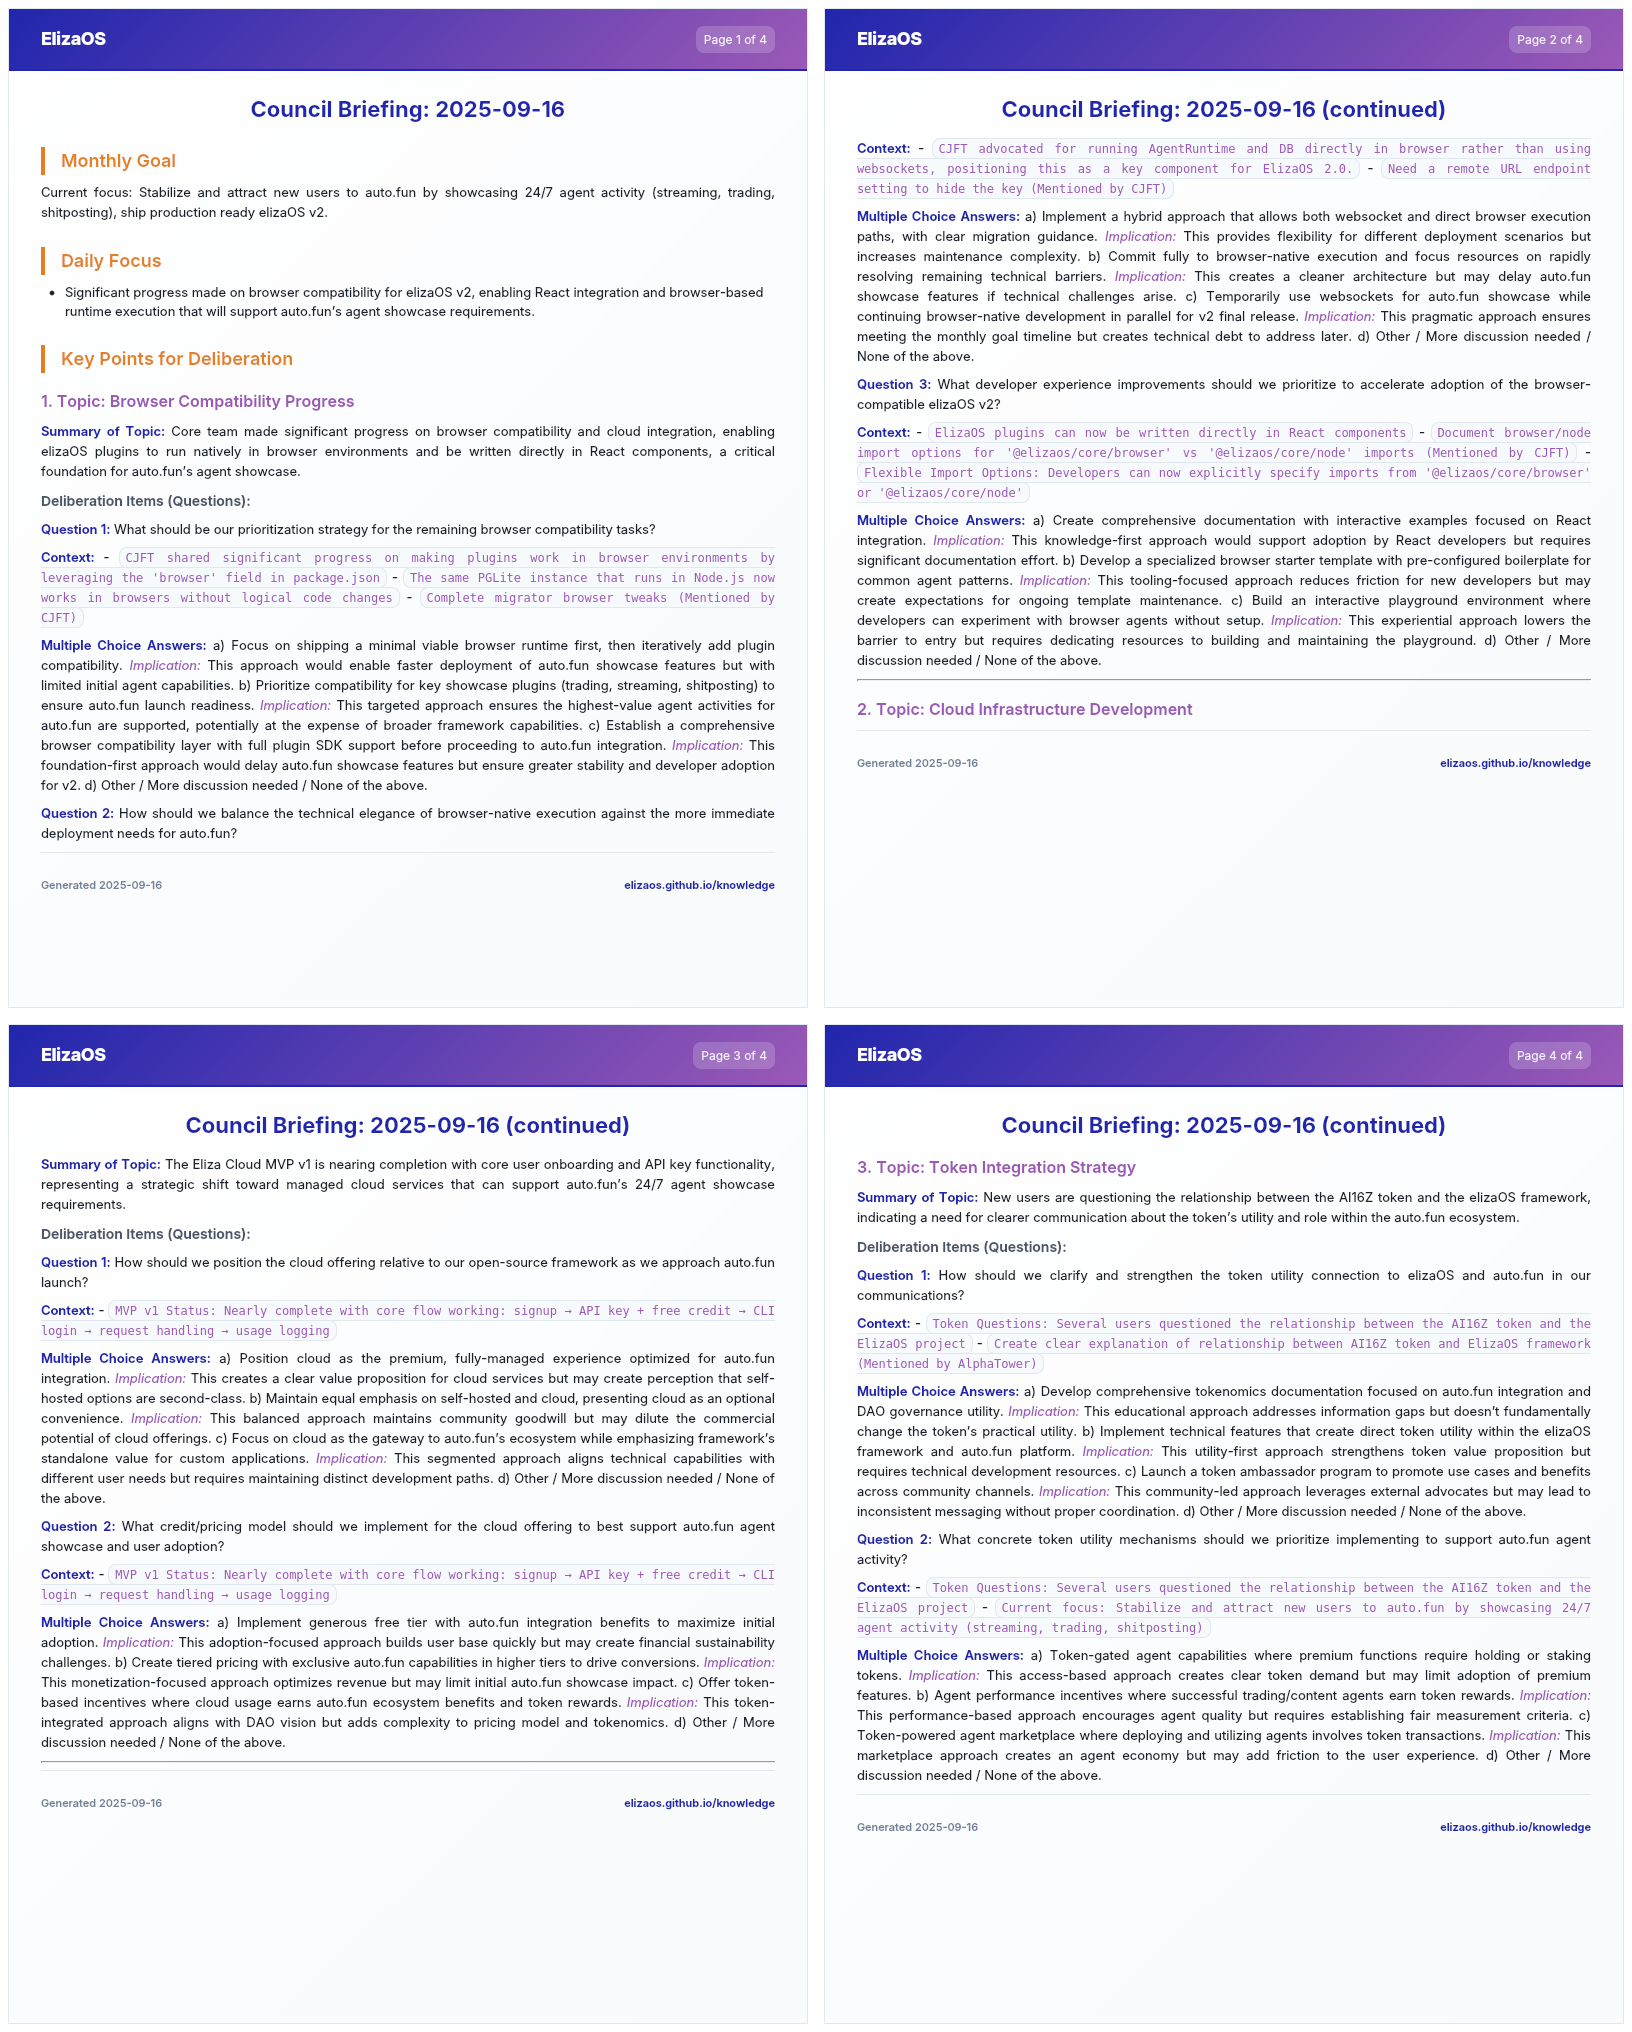 ElizaOS
Page 1 of 4
Council Briefing: 2025-09-16
Monthly Goal
Current focus: Stabilize and attract new users to auto.fun by showcasing 24/7 agent activity (streaming, trading,
shitposting), ship production ready elizaOS v2.
Daily Focus
• Significant progress made on browser compatibility for elizaOS v2, enabling React integration and browser-based
runtime execution that will support auto.fun’s agent showcase requirements.
Key Points for Deliberation
1. Topic: Browser Compatibility Progress
Summary of Topic: Core team made significant progress on browser compatibility and cloud integration, enabling
elizaOS plugins to run natively in browser environments and be written directly in React components, a critical
foundation for auto.fun’s agent showcase.
Deliberation Items (Questions):
Question 1: What should be our prioritization strategy for the remaining browser compatibility tasks?
Context: - CJFT shared significant progress on making plugins work in browser environments by
leveraging the 'browser' field in package.json - The same PGLite instance that runs in Node.js now
works in browsers without logical code changes - Complete migrator browser tweaks (Mentioned by
CJFT)
Multiple Choice Answers: a) Focus on shipping a minimal viable browser runtime first, then iteratively add plugin
compatibility. Implication: This approach would enable faster deployment of auto.fun showcase features but with
limited initial agent capabilities. b) Prioritize compatibility for key showcase plugins (trading, streaming, shitposting) to
ensure auto.fun launch readiness. Implication: This targeted approach ensures the highest-value agent activities for
auto.fun are supported, potentially at the expense of broader framework capabilities. c) Establish a comprehensive
browser compatibility layer with full plugin SDK support before proceeding to auto.fun integration. Implication: This
foundation-first approach would delay auto.fun showcase features but ensure greater stability and developer adoption
for v2. d) Other / More discussion needed / None of the above.
Question 2: How should we balance the technical elegance of browser-native execution against the more immediate
deployment needs for auto.fun?
Generated 2025-09-16
elizaos.github.io/knowledge
ElizaOS
Page 2 of 4
Council Briefing: 2025-09-16 (continued)
Context: - CJFT advocated for running AgentRuntime and DB directly in browser rather than using
websockets, positioning this as a key component for ElizaOS 2.0. - Need a remote URL endpoint
setting to hide the key (Mentioned by CJFT)
Multiple Choice Answers: a) Implement a hybrid approach that allows both websocket and direct browser execution
paths, with clear migration guidance. Implication: This provides flexibility for different deployment scenarios but
increases maintenance complexity. b) Commit fully to browser-native execution and focus resources on rapidly
resolving remaining technical barriers. Implication: This creates a cleaner architecture but may delay auto.fun
showcase features if technical challenges arise. c) Temporarily use websockets for auto.fun showcase while
continuing browser-native development in parallel for v2 final release. Implication: This pragmatic approach ensures
meeting the monthly goal timeline but creates technical debt to address later. d) Other / More discussion needed /
None of the above.
Question 3: What developer experience improvements should we prioritize to accelerate adoption of the browser-
compatible elizaOS v2?
Context: - ElizaOS plugins can now be written directly in React components - Document browser/node
import options for '@elizaos/core/browser' vs '@elizaos/core/node' imports (Mentioned by CJFT) -
Flexible Import Options: Developers can now explicitly specify imports from '@elizaos/core/browser'
or '@elizaos/core/node'
Multiple Choice Answers: a) Create comprehensive documentation with interactive examples focused on React
integration. Implication: This knowledge-first approach would support adoption by React developers but requires
significant documentation effort. b) Develop a specialized browser starter template with pre-configured boilerplate for
common agent patterns. Implication: This tooling-focused approach reduces friction for new developers but may
create expectations for ongoing template maintenance. c) Build an interactive playground environment where
developers can experiment with browser agents without setup. Implication: This experiential approach lowers the
barrier to entry but requires dedicating resources to building and maintaining the playground. d) Other / More
discussion needed / None of the above.
2. Topic: Cloud Infrastructure Development
Generated 2025-09-16
elizaos.github.io/knowledge
ElizaOS
Page 3 of 4
Council Briefing: 2025-09-16 (continued)
Summary of Topic: The Eliza Cloud MVP v1 is nearing completion with core user onboarding and API key functionality,
representing a strategic shift toward managed cloud services that can support auto.fun’s 24/7 agent showcase
requirements.
Deliberation Items (Questions):
Question 1: How should we position the cloud offering relative to our open-source framework as we approach auto.fun
launch?
Context: - MVP v1 Status: Nearly complete with core flow working: signup → API key + free credit → CLI
login → request handling → usage logging
Multiple Choice Answers: a) Position cloud as the premium, fully-managed experience optimized for auto.fun
integration. Implication: This creates a clear value proposition for cloud services but may create perception that self-
hosted options are second-class. b) Maintain equal emphasis on self-hosted and cloud, presenting cloud as an optional
convenience. Implication: This balanced approach maintains community goodwill but may dilute the commercial
potential of cloud offerings. c) Focus on cloud as the gateway to auto.fun’s ecosystem while emphasizing framework’s
standalone value for custom applications. Implication: This segmented approach aligns technical capabilities with
different user needs but requires maintaining distinct development paths. d) Other / More discussion needed / None of
the above.
Question 2: What credit/pricing model should we implement for the cloud offering to best support auto.fun agent
showcase and user adoption?
Context: - MVP v1 Status: Nearly complete with core flow working: signup → API key + free credit → CLI
login → request handling → usage logging
Multiple Choice Answers: a) Implement generous free tier with auto.fun integration benefits to maximize initial
adoption. Implication: This adoption-focused approach builds user base quickly but may create financial sustainability
challenges. b) Create tiered pricing with exclusive auto.fun capabilities in higher tiers to drive conversions. Implication:
This monetization-focused approach optimizes revenue but may limit initial auto.fun showcase impact. c) Offer token-
based incentives where cloud usage earns auto.fun ecosystem benefits and token rewards. Implication: This token-
integrated approach aligns with DAO vision but adds complexity to pricing model and tokenomics. d) Other / More
discussion needed / None of the above.
Generated 2025-09-16
elizaos.github.io/knowledge
ElizaOS
Page 4 of 4
Council Briefing: 2025-09-16 (continued)
3. Topic: Token Integration Strategy
Summary of Topic: New users are questioning the relationship between the AI16Z token and the elizaOS framework,
indicating a need for clearer communication about the token’s utility and role within the auto.fun ecosystem.
Deliberation Items (Questions):
Question 1: How should we clarify and strengthen the token utility connection to elizaOS and auto.fun in our
communications?
Context: - Token Questions: Several users questioned the relationship between the AI16Z token and the
ElizaOS project - Create clear explanation of relationship between AI16Z token and ElizaOS framework
(Mentioned by AlphaTower)
Multiple Choice Answers: a) Develop comprehensive tokenomics documentation focused on auto.fun integration and
DAO governance utility. Implication: This educational approach addresses information gaps but doesn’t fundamentally
change the token’s practical utility. b) Implement technical features that create direct token utility within the elizaOS
framework and auto.fun platform. Implication: This utility-first approach strengthens token value proposition but
requires technical development resources. c) Launch a token ambassador program to promote use cases and benefits
across community channels. Implication: This community-led approach leverages external advocates but may lead to
inconsistent messaging without proper coordination. d) Other / More discussion needed / None of the above.
Question 2: What concrete token utility mechanisms should we prioritize implementing to support auto.fun agent
activity?
Context: - Token Questions: Several users questioned the relationship between the AI16Z token and the
ElizaOS project - Current focus: Stabilize and attract new users to auto.fun by showcasing 24/7
agent activity (streaming, trading, shitposting)
Multiple Choice Answers: a) Token-gated agent capabilities where premium functions require holding or staking
tokens. Implication: This access-based approach creates clear token demand but may limit adoption of premium
features. b) Agent performance incentives where successful trading/content agents earn token rewards. Implication:
This performance-based approach encourages agent quality but requires establishing fair measurement criteria. c)
Token-powered agent marketplace where deploying and utilizing agents involves token transactions. Implication: This
marketplace approach creates an agent economy but may add friction to the user experience. d) Other / More
discussion needed / None of the above.
Generated 2025-09-16
elizaos.github.io/knowledge